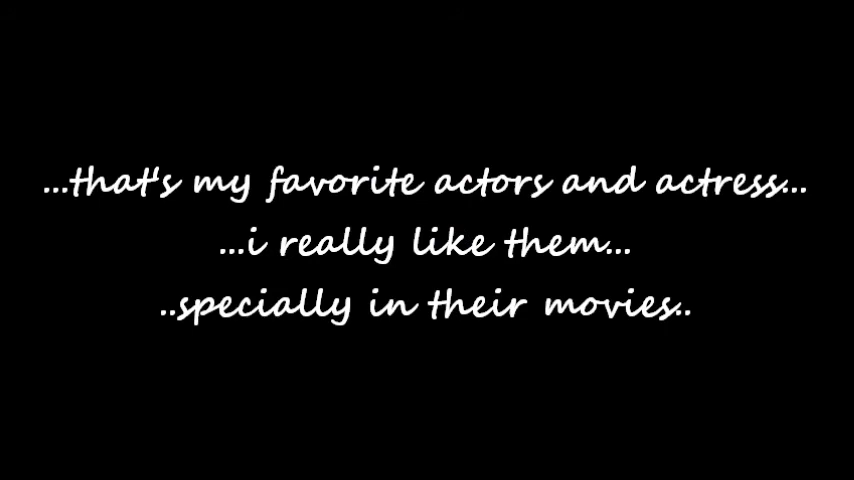 ...that's my favorite actors and actress...
...i really like them...
..specially in their movies..